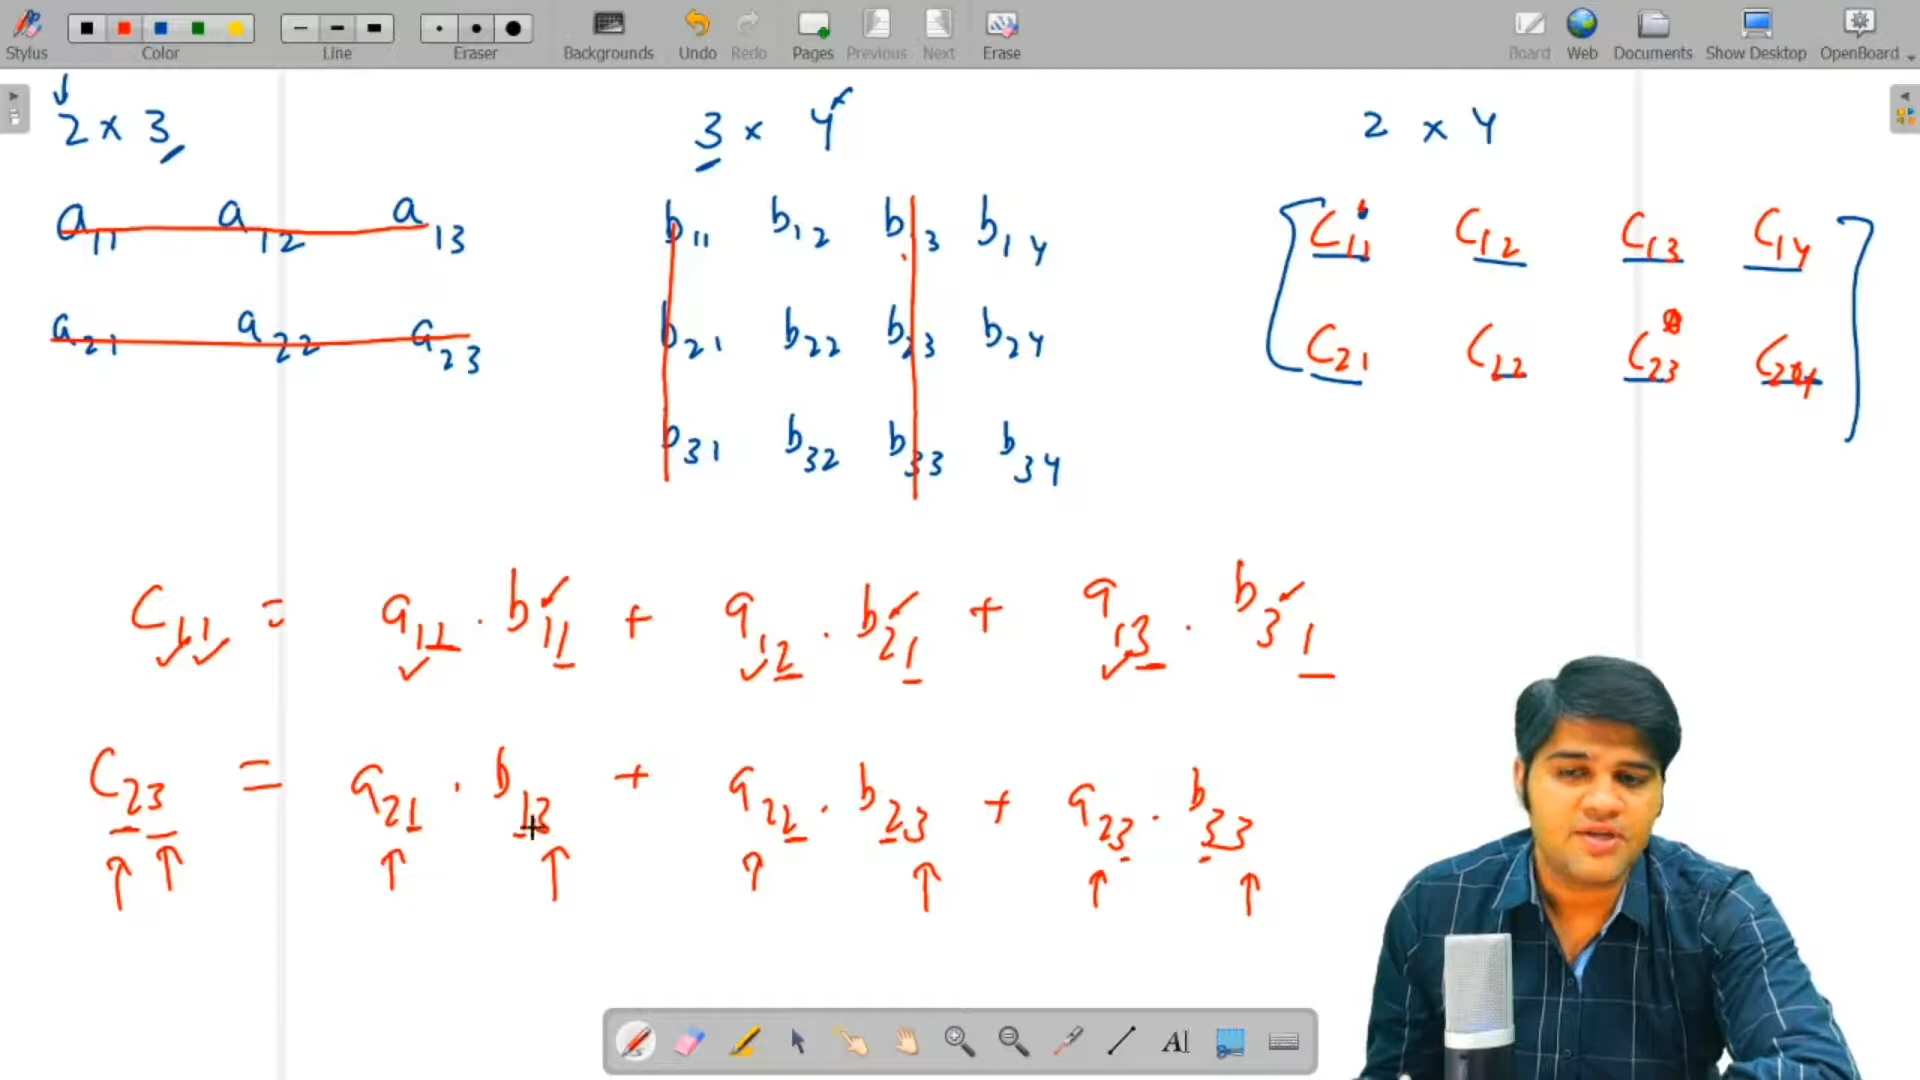 Stylus Color Line Eraser Backgrounds Undo Redo Pages Previous Next Erase Board Web Documents Show Desktop OpenBoard
2 x 3 3 x 4 2 x 4
a11 a12 a13 b11 b12 b13 b14 C11 C12 C13 C14
a21 a22 a23 b21 b22 b23 b24 C21 C22 C23 C24
b31 b32 b33 b34
C11 = a11 . b11 + a12 . b21 + a13 . b31
C23 = a21 . b13 + a22 . b23 + a23 . b33
AI